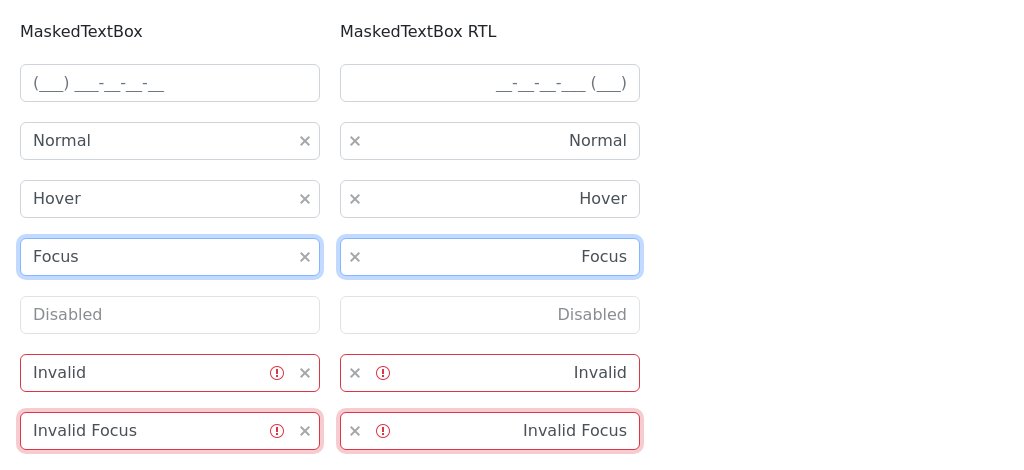 MaskedTextBox MaskedTextBox RTL
(___) ___-__-__-__ __-__-__-___ (___)
Normal Normal
Hover Hover
Focus Focus
Disabled Disabled
Invalid Invalid
Invalid Focus Invalid Focus